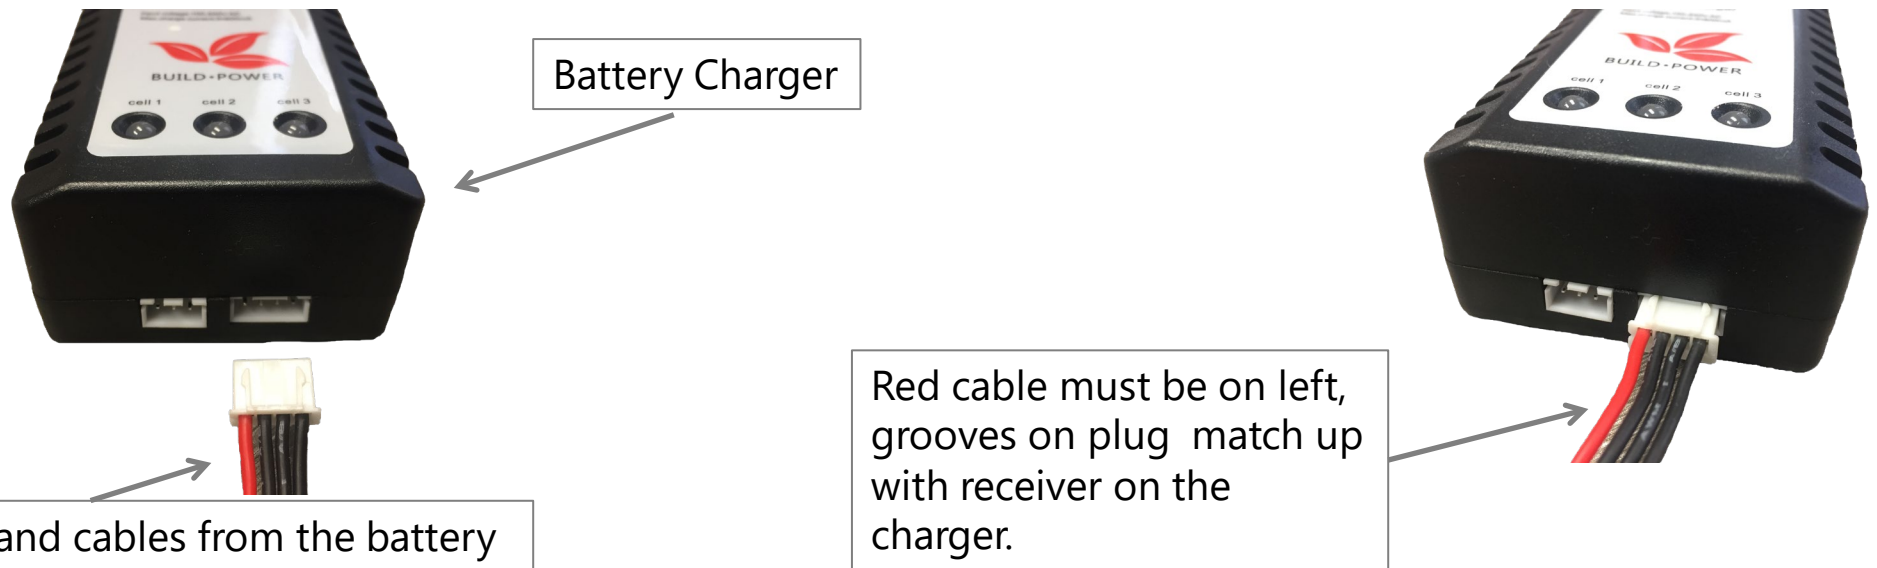 BUILD•POWER
cell 1 cell 2 cell 3
Battery Charger
and cables from the battery
BUILD•POWER
cell 1 cell 2 cell 3
Red cable must be on left,
grooves on plug  match up
with receiver on the
charger.